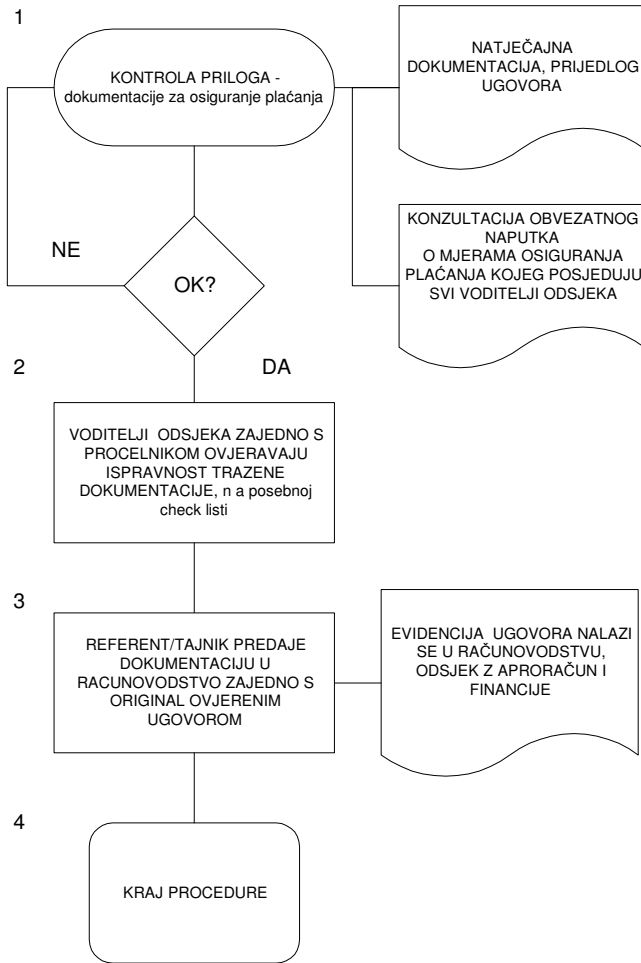 1
KONTROLA PRILOGA -
dokumentacije za osiguranje plaćanja
NATJEČAJNA
DOKUMENTACIJA, PRIJEDLOG
UGOVORA
KONZULTACIJA OBVEZATNOG
NAPUTKA
O MJERAMA OSIGURANJA
PLAĆANJA KOJEG POSJEDUJU
SVI VODITELJI ODSJEKA
NE
OK?
2
DA
VODITELJI ODSJEKA ZAJEDNO S
PROCELNIKOM OVJERAVAJU
ISPRAVNOST TRAZENE
DOKUMENTACIJE, n a posebnoj
check listi
3
REFERENT/TAJNIK PREDAJE
DOKUMENTACIJU U
RACUNOVODSTVO ZAJEDNO S
ORIGINAL OVJERENIM
UGOVOROM
EVIDENCIJA UGOVORA NALAZI
SE U RAČUNOVODSTVU,
ODSJEK Z APRORAČUN I
FINANCIJE
4
KRAJ PROCEDURE